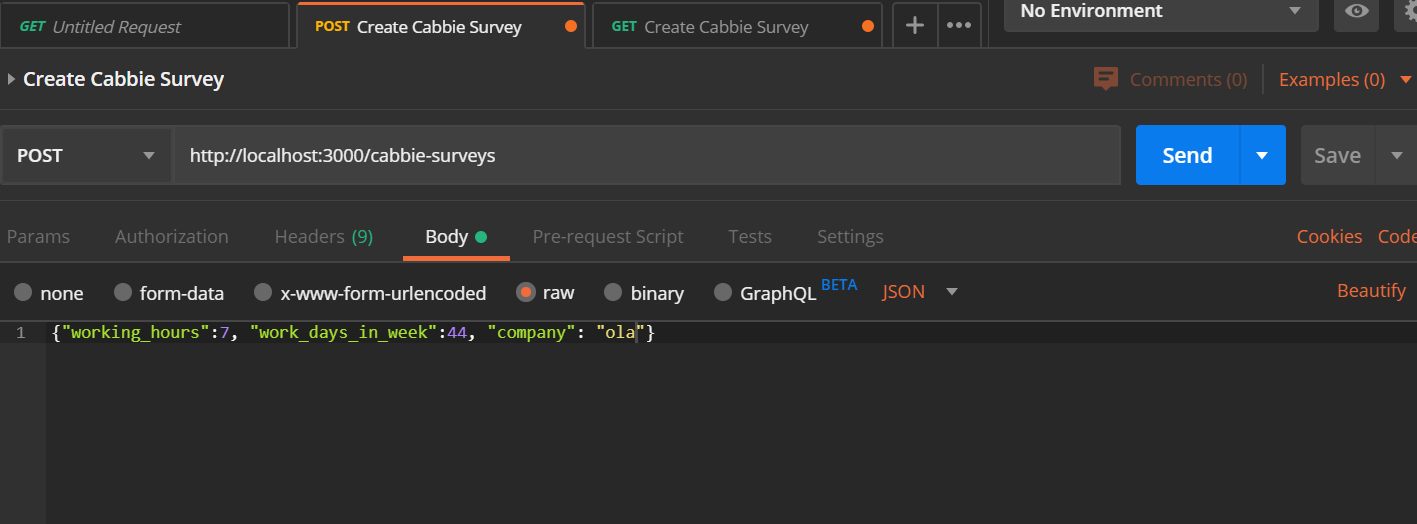 GET Untitled Request POST Create Cabbie Survey GET Create Cabbie Survey + ••• No Environment
Create Cabbie Survey Comments (0) Examples (0)
POST http://localhost:3000/cabbie-surveys Send Save
Params Authorization Headers (9) Body Pre-request Script Tests Settings Cookies Code
none form-data x-www-form-urlencoded raw binary GraphQL BETA JSON Beautify
1 {"working_hours":7, "work_days_in_week":44, "company": "ola"}